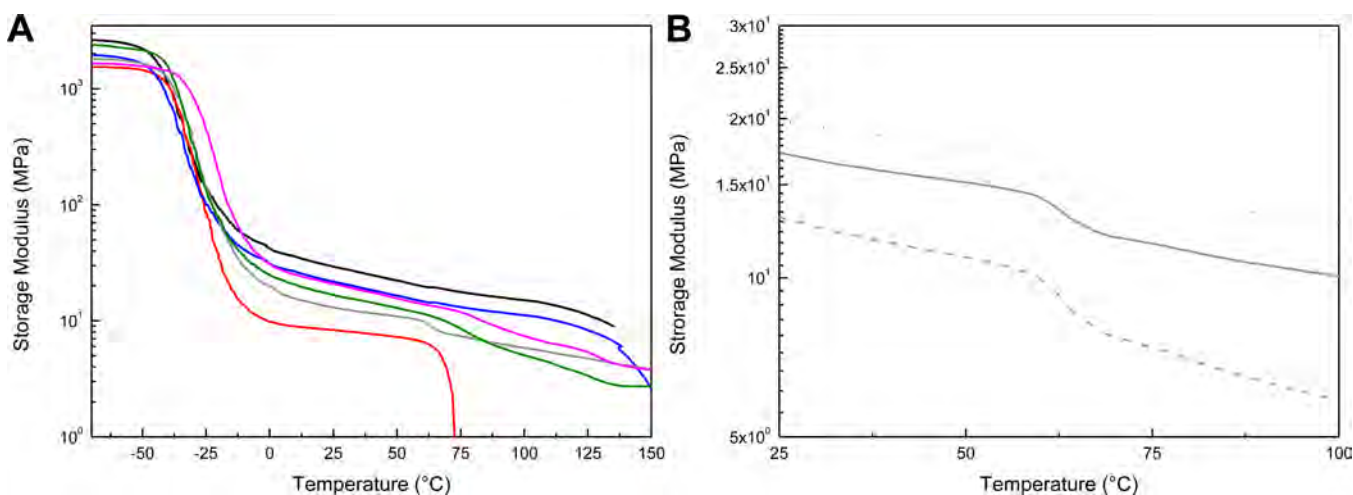 A
B
Storage Modulus (MPa)
10³
10²
10¹
10⁰
-50
-25
0
25
50
75
100
125
150
Temperature (°C)
Strorage Modulus (MPa)
3x10¹
2.5x10¹
2x10¹
1.5x10¹
10¹
5x10⁰
25
50
75
100
Temperature (°C)